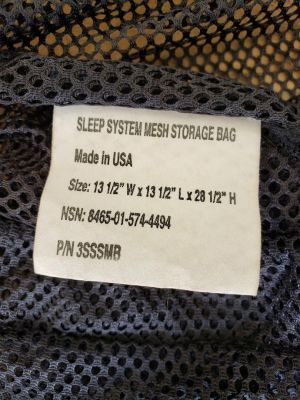 SLEEP SYSTEM MESH STORAGE BAG
Made in USA
Size: 13 1/2" W x 13 1/2" L x 28 1/2" H
NSN: 8465-01-574-4494
P/N 3SSSMB